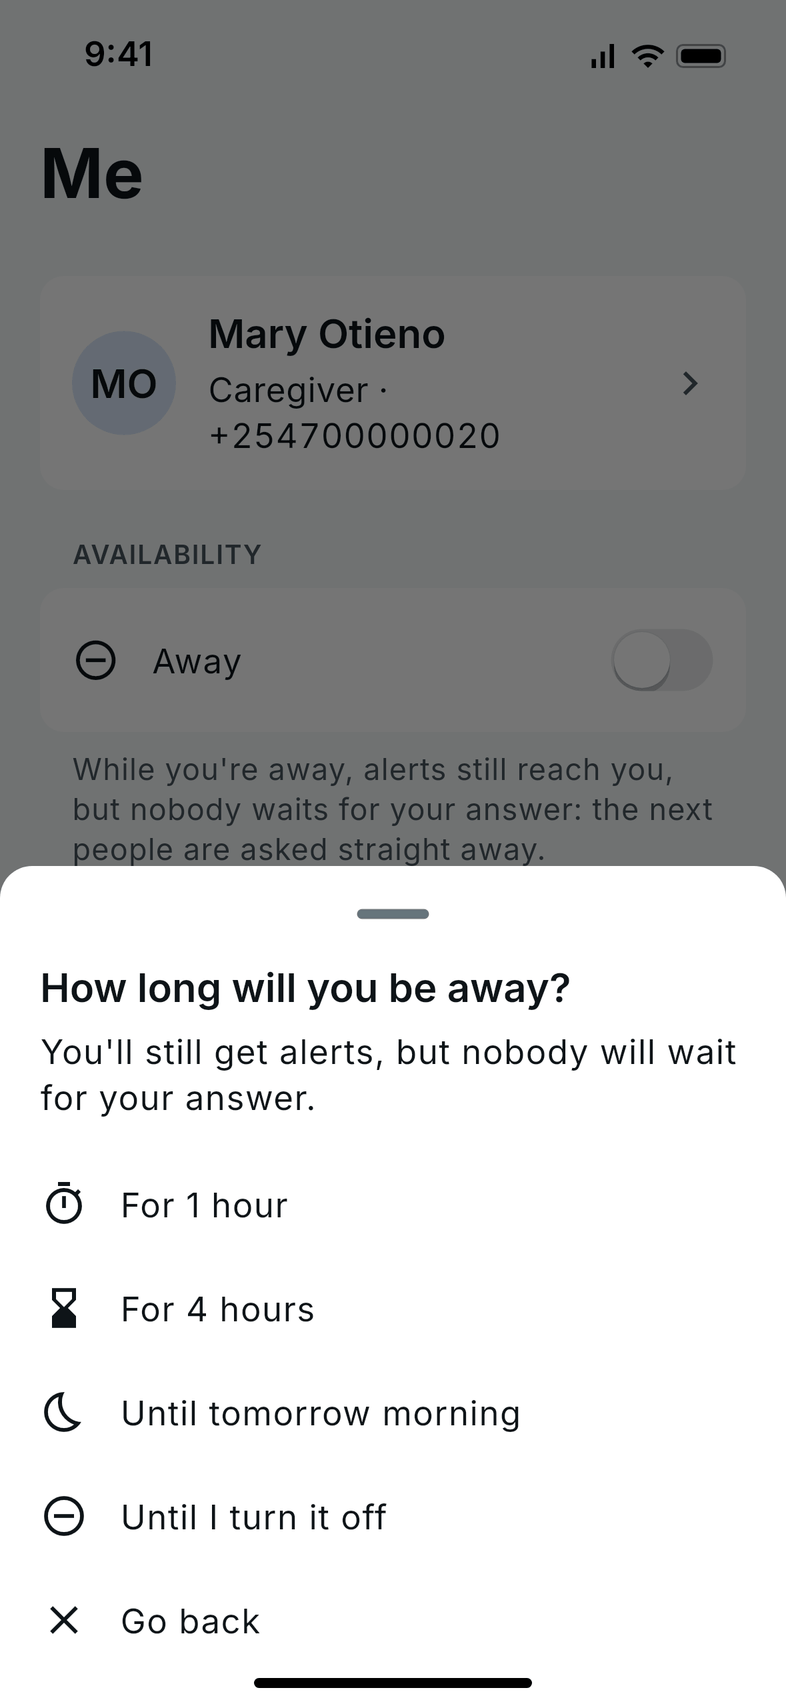 9:41
Me
MO
Mary Otieno
Caregiver ·
+254700000020
AVAILABILITY
Away
While you're away, alerts still reach you,
but nobody waits for your answer: the next
people are asked straight away.
How long will you be away?
You'll still get alerts, but nobody will wait
for your answer.
For 1 hour
For 4 hours
Until tomorrow morning
Until I turn it off
Go back